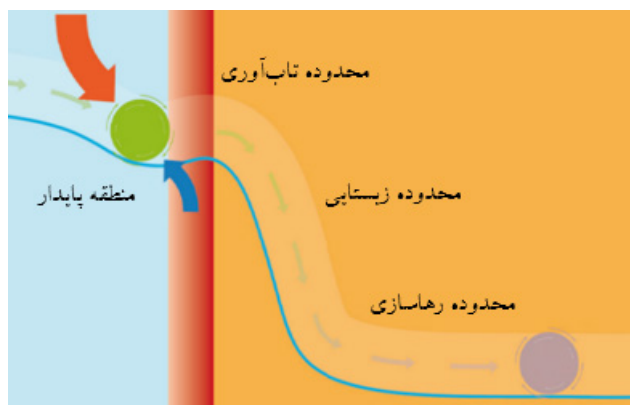 محدوده تاب‌آوری
منطقه پایدار
محدوده زیستایی
محدوده رهاسازی